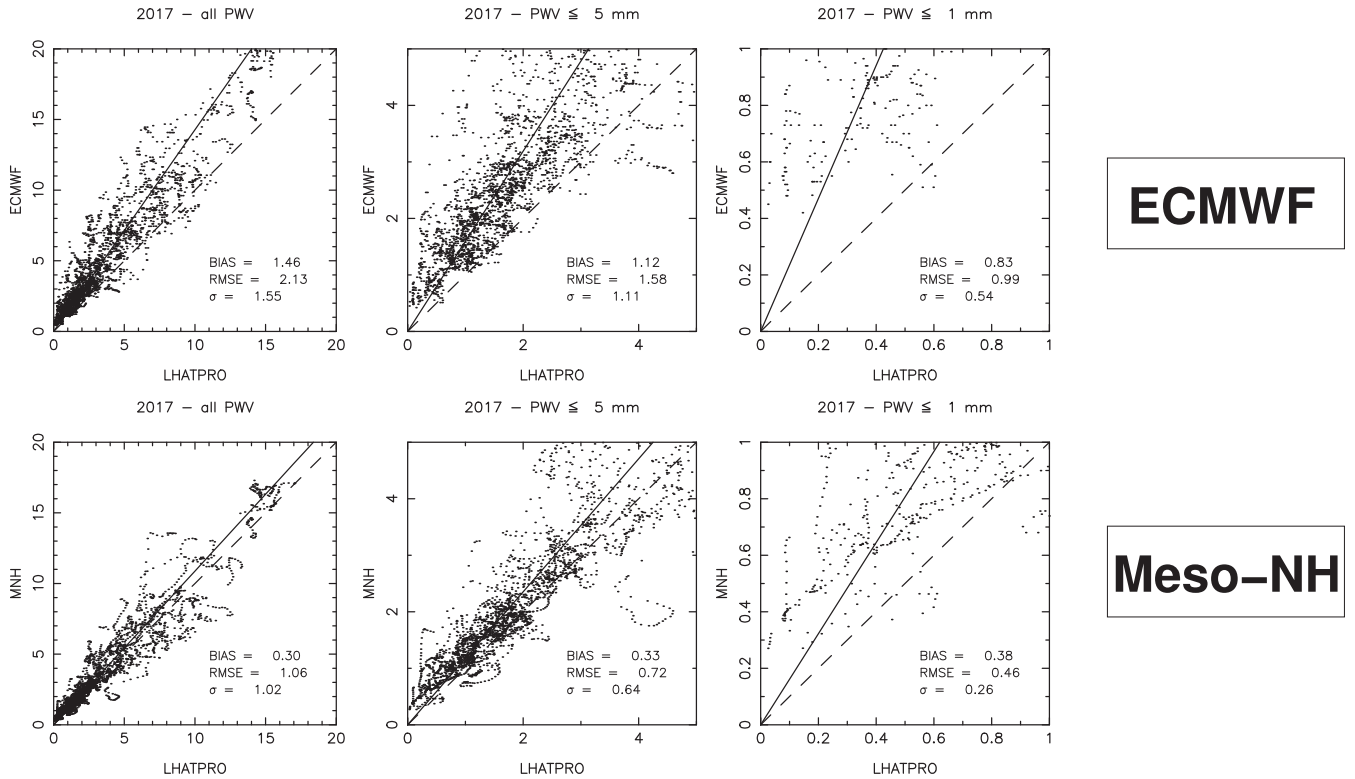 2017 – all PWV
20
15
10
5
0
ECMWF
BIAS = 1.46
RMSE = 2.13
σ = 1.55
0 5 10 15 20
LHATPRO
2017 – PWV ≦ 5 mm
4
2
0
ECMWF
BIAS = 1.12
RMSE = 1.58
σ = 1.11
0 2 4
LHATPRO
2017 – PWV ≦ 1 mm
1
0.8
0.6
0.4
0.2
0
ECMWF
BIAS = 0.83
RMSE = 0.99
σ = 0.54
0 0.2 0.4 0.6 0.8 1
LHATPRO
ECMWF
2017 – all PWV
20
15
10
5
0
MNH
BIAS = 0.30
RMSE = 1.06
σ = 1.02
0 5 10 15 20
LHATPRO
2017 – PWV ≦ 5 mm
4
2
0
MNH
BIAS = 0.33
RMSE = 0.72
σ = 0.64
0 2 4
LHATPRO
2017 – PWV ≦ 1 mm
1
0.8
0.6
0.4
0.2
0
MNH
BIAS = 0.38
RMSE = 0.46
σ = 0.26
0 0.2 0.4 0.6 0.8 1
LHATPRO
Meso–NH